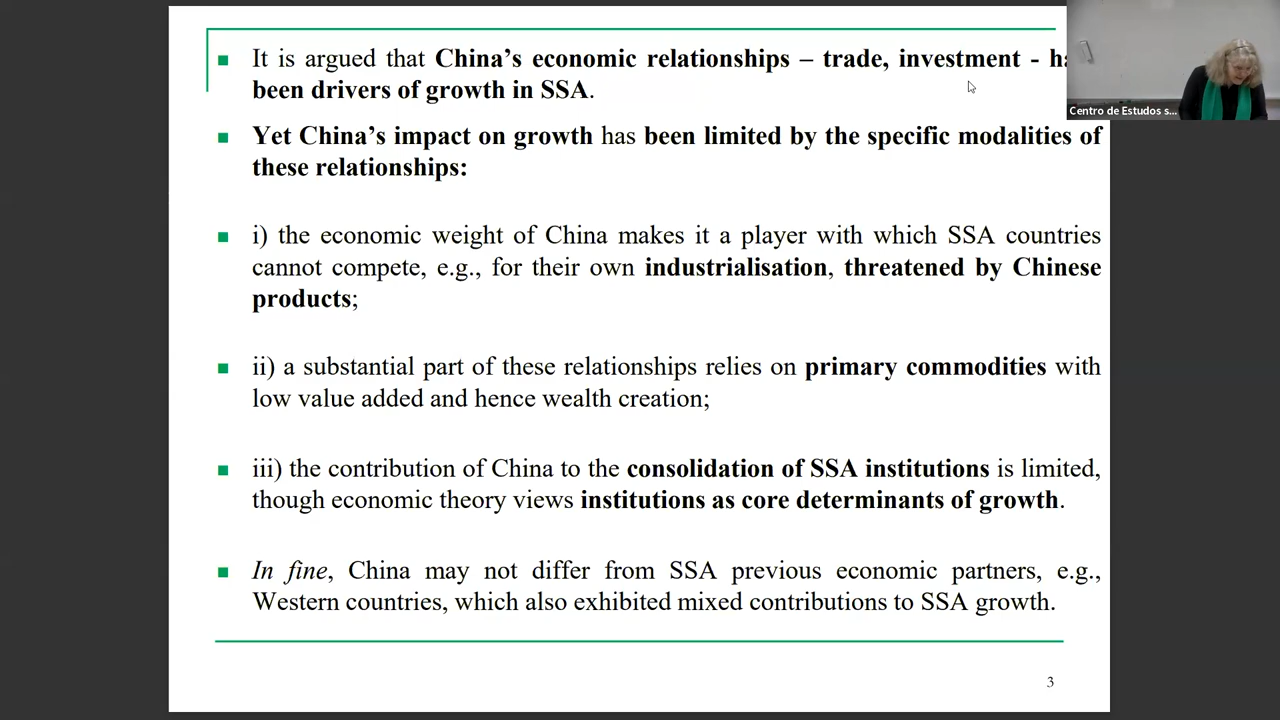 It is argued that China's economic relationships – trade, investment -
been drivers of growth in SSA.
Yet China's impact on growth has been limited by the specific modalities of
these relationships:
i) the economic weight of China makes it a player with which SSA countries
cannot compete, e.g., for their own industrialisation, threatened by Chinese
products;
ii) a substantial part of these relationships relies on primary commodities with
low value added and hence wealth creation;
iii) the contribution of China to the consolidation of SSA institutions is limited,
though economic theory views institutions as core determinants of growth.
In fine, China may not differ from SSA previous economic partners, e.g.,
Western countries, which also exhibited mixed contributions to SSA growth.
3
Centro de Estudos s...